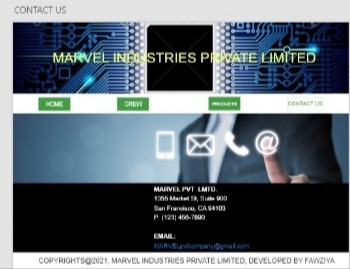 CONTACT US
MARVEL INDUSTRIES PRIVATE LIMITED
HOME CREW PRODUCTS CONTACT US
@
MARVEL PVT LMTD.
1355 Market St, Suite 900
San Francisco, CA 94103
P: (123) 456-7890
EMAIL:
MARVELpvtcompany@gmail.com
COPYRIGHTS@2021. MARVEL INDUSTRIES PRIVATE LIMITED, DEVELOPED BY FAWZIYA